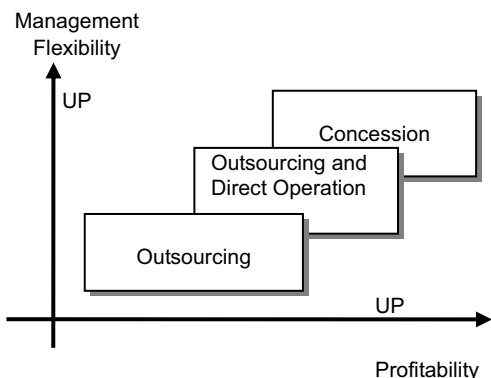 Management
Flexibility
UP
Concession
Outsourcing and
Direct Operation
Outsourcing
UP
Profitability